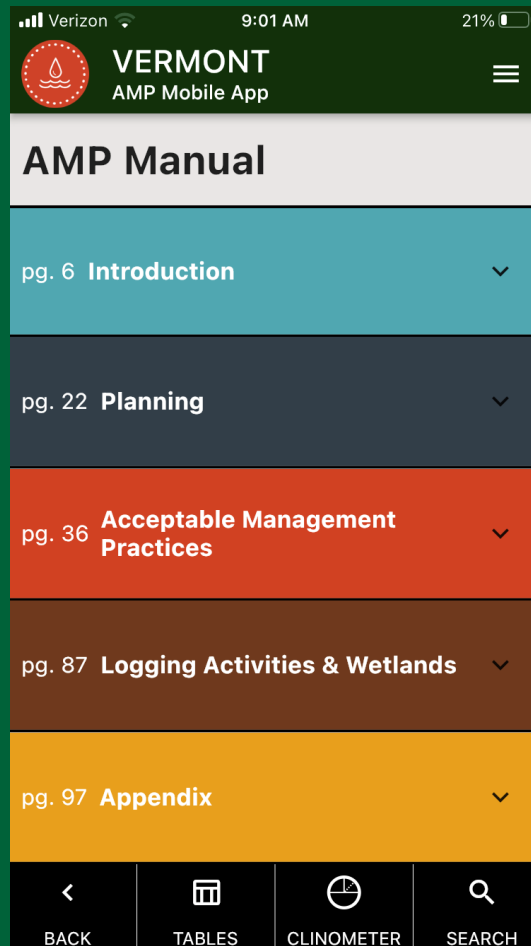 Verizon 9:01 AM 21%
VERMONT
AMP Mobile App
AMP Manual
pg. 6 Introduction
pg. 22 Planning
pg. 36 Acceptable Management
Practices
pg. 87 Logging Activities & Wetlands
pg. 97 Appendix
BACK TABLES CLINOMETER SEARCH